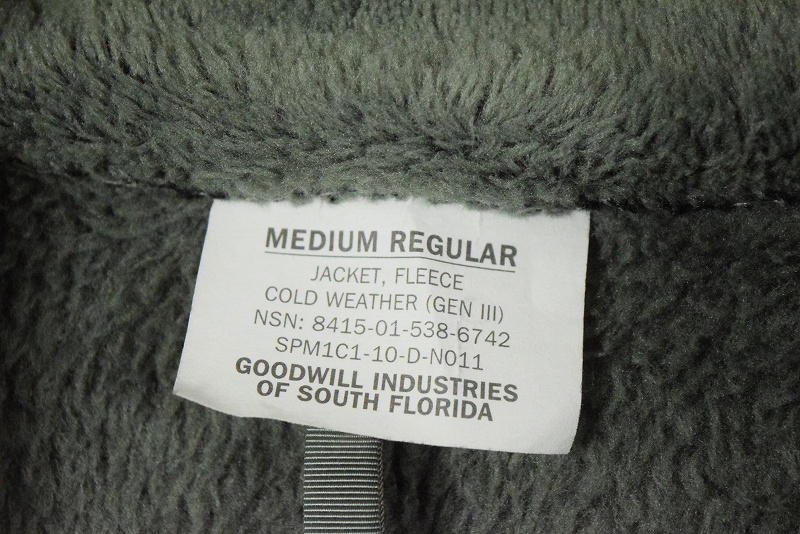 MEDIUM REGULAR
JACKET, FLEECE
COLD WEATHER (GEN III)
NSN: 8415-01-538-6742
SPM1C1-10-D-N011
GOODWILL INDUSTRIES
OF SOUTH FLORIDA